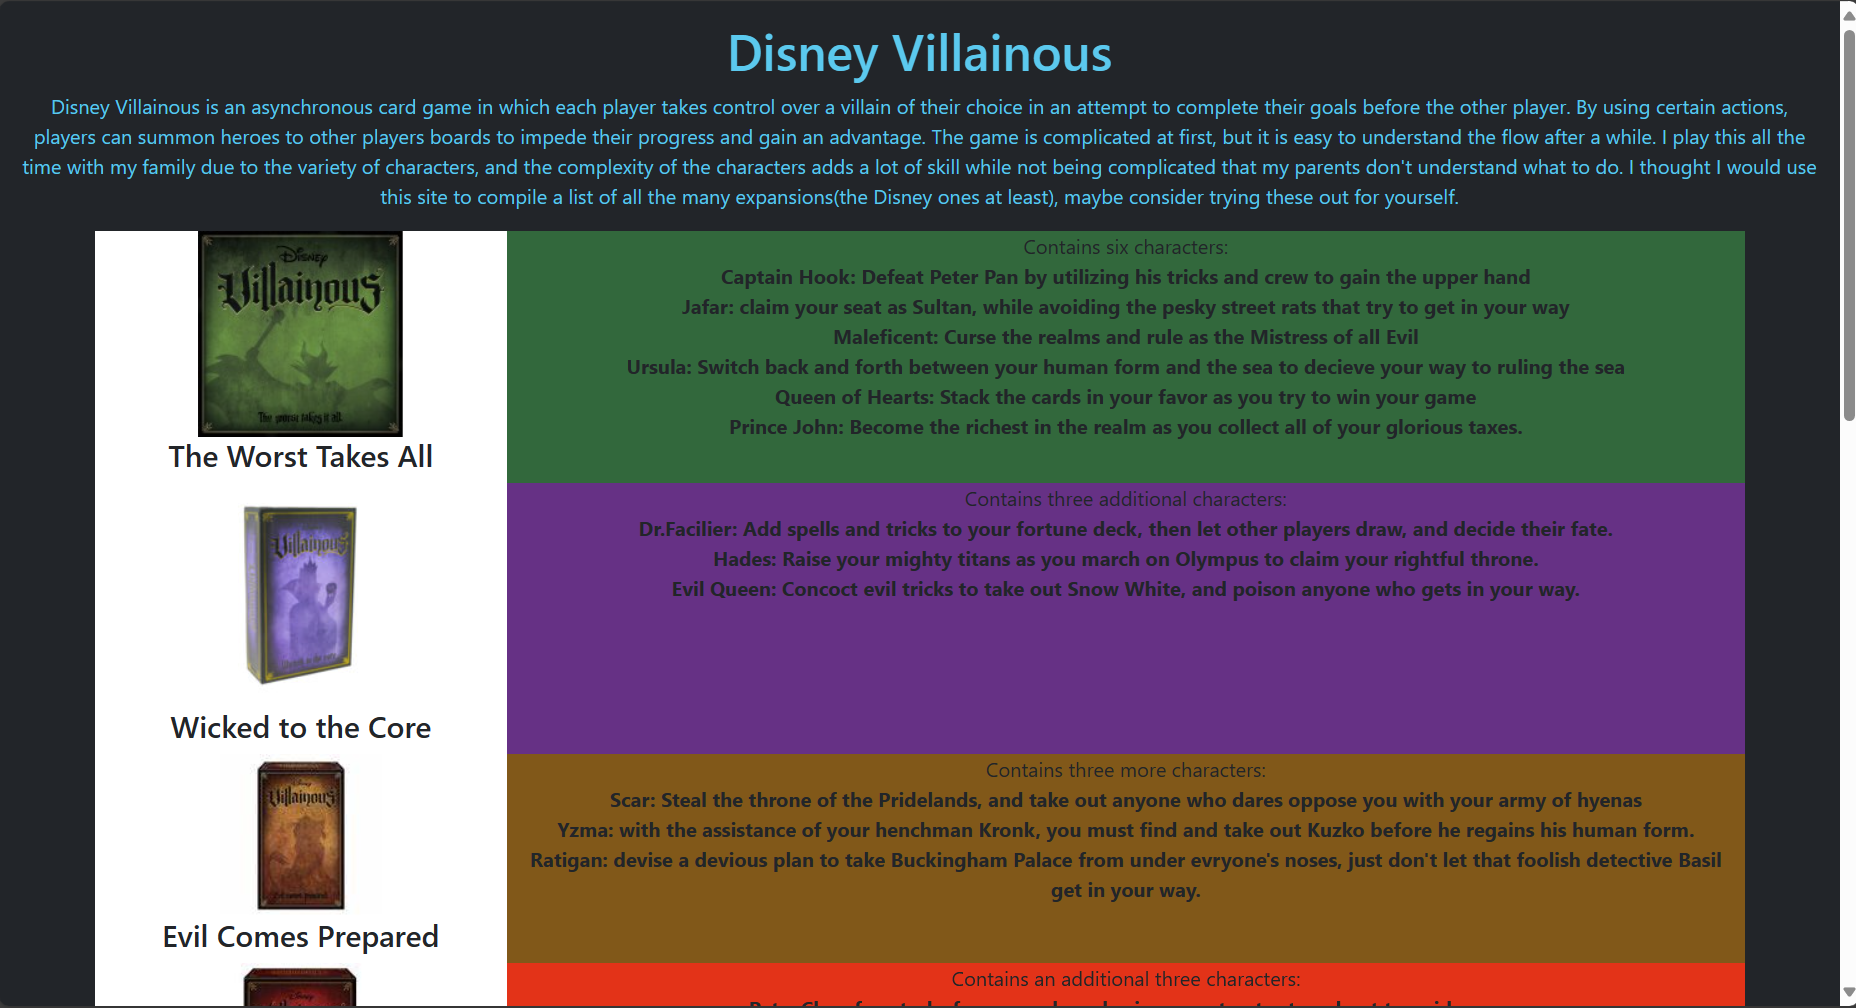 Disney Villainous
Disney Villainous is an asynchronous card game in which each player takes control over a villain of their choice in an attempt to complete their goals before the other player. By using certain actions,
players can summon heroes to other players boards to impede their progress and gain an advantage. The game is complicated at first, but it is easy to understand the flow after a while. I play this all the
time with my family due to the variety of characters, and the complexity of the characters adds a lot of skill while not being complicated that my parents don't understand what to do. I thought I would use
this site to compile a list of all the many expansions(the Disney ones at least), maybe consider trying these out for yourself.
Disney
Villainous
The worst takes it all
The Worst Takes All
Contains six characters:
Captain Hook: Defeat Peter Pan by utilizing his tricks and crew to gain the upper hand
Jafar: claim your seat as Sultan, while avoiding the pesky street rats that try to get in your way
Maleficent: Curse the realms and rule as the Mistress of all Evil
Ursula: Switch back and forth between your human form and the sea to decieve your way to ruling the sea
Queen of Hearts: Stack the cards in your favor as you try to win your game
Prince John: Become the richest in the realm as you collect all of your glorious taxes.
Villainous
Wicked to the Core
Contains three additional characters:
Dr.Facilier: Add spells and tricks to your fortune deck, then let other players draw, and decide their fate.
Hades: Raise your mighty titans as you march on Olympus to claim your rightful throne.
Evil Queen: Concoct evil tricks to take out Snow White, and poison anyone who gets in your way.
Disney
Villainous
Evil Comes Prepared
Contains three more characters:
Scar: Steal the throne of the Pridelands, and take out anyone who dares oppose you with your army of hyenas
Yzma: with the assistance of your henchman Kronk, you must find and take out Kuzko before he regains his human form.
Ratigan: devise a devious plan to take Buckingham Palace from under evryone's noses, just don't let that foolish detective Basil
get in your way.
Disney
Villainous
Contains an additional three characters: